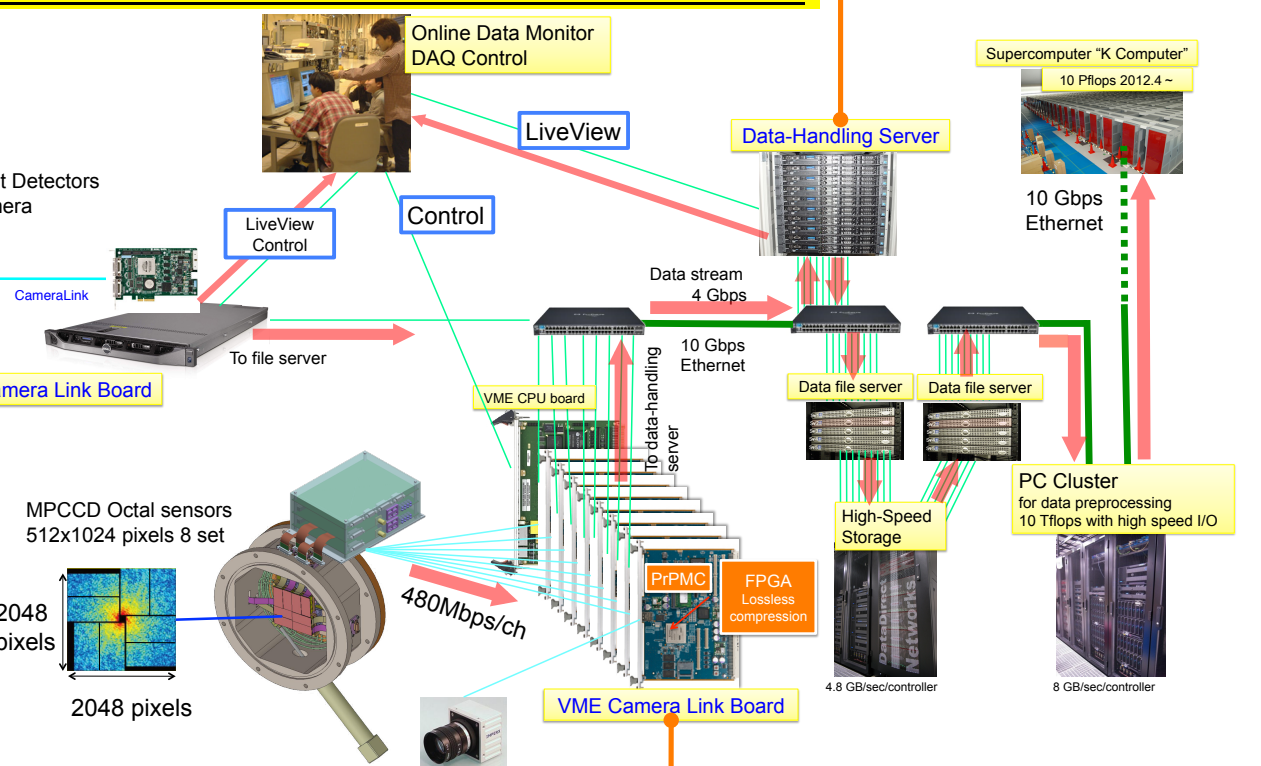 Online Data Monitor
DAQ Control
Supercomputer “K Computer”
10 Pflops 2012.4 ~
LiveView
Data-Handling Server
t Detectors
nera
10 Gbps
Ethernet
LiveView
Control
Control
Data stream
4 Gbps
CameraLink
To file server
10 Gbps
Ethernet
amera Link Board
To data-handling
server
VME CPU board
Data file server
Data file server
MPCCD Octal sensors
512x1024 pixels 8 set
High-Speed
Storage
PC Cluster
for data preprocessing
10 Tflops with high speed I/O
PrPMC
FPGA
Lossless
compression
480Mbps/ch
2048
pixels
2048 pixels
DataDirect
Networks
4.8 GB/sec/controller
8 GB/sec/controller
VME Camera Link Board